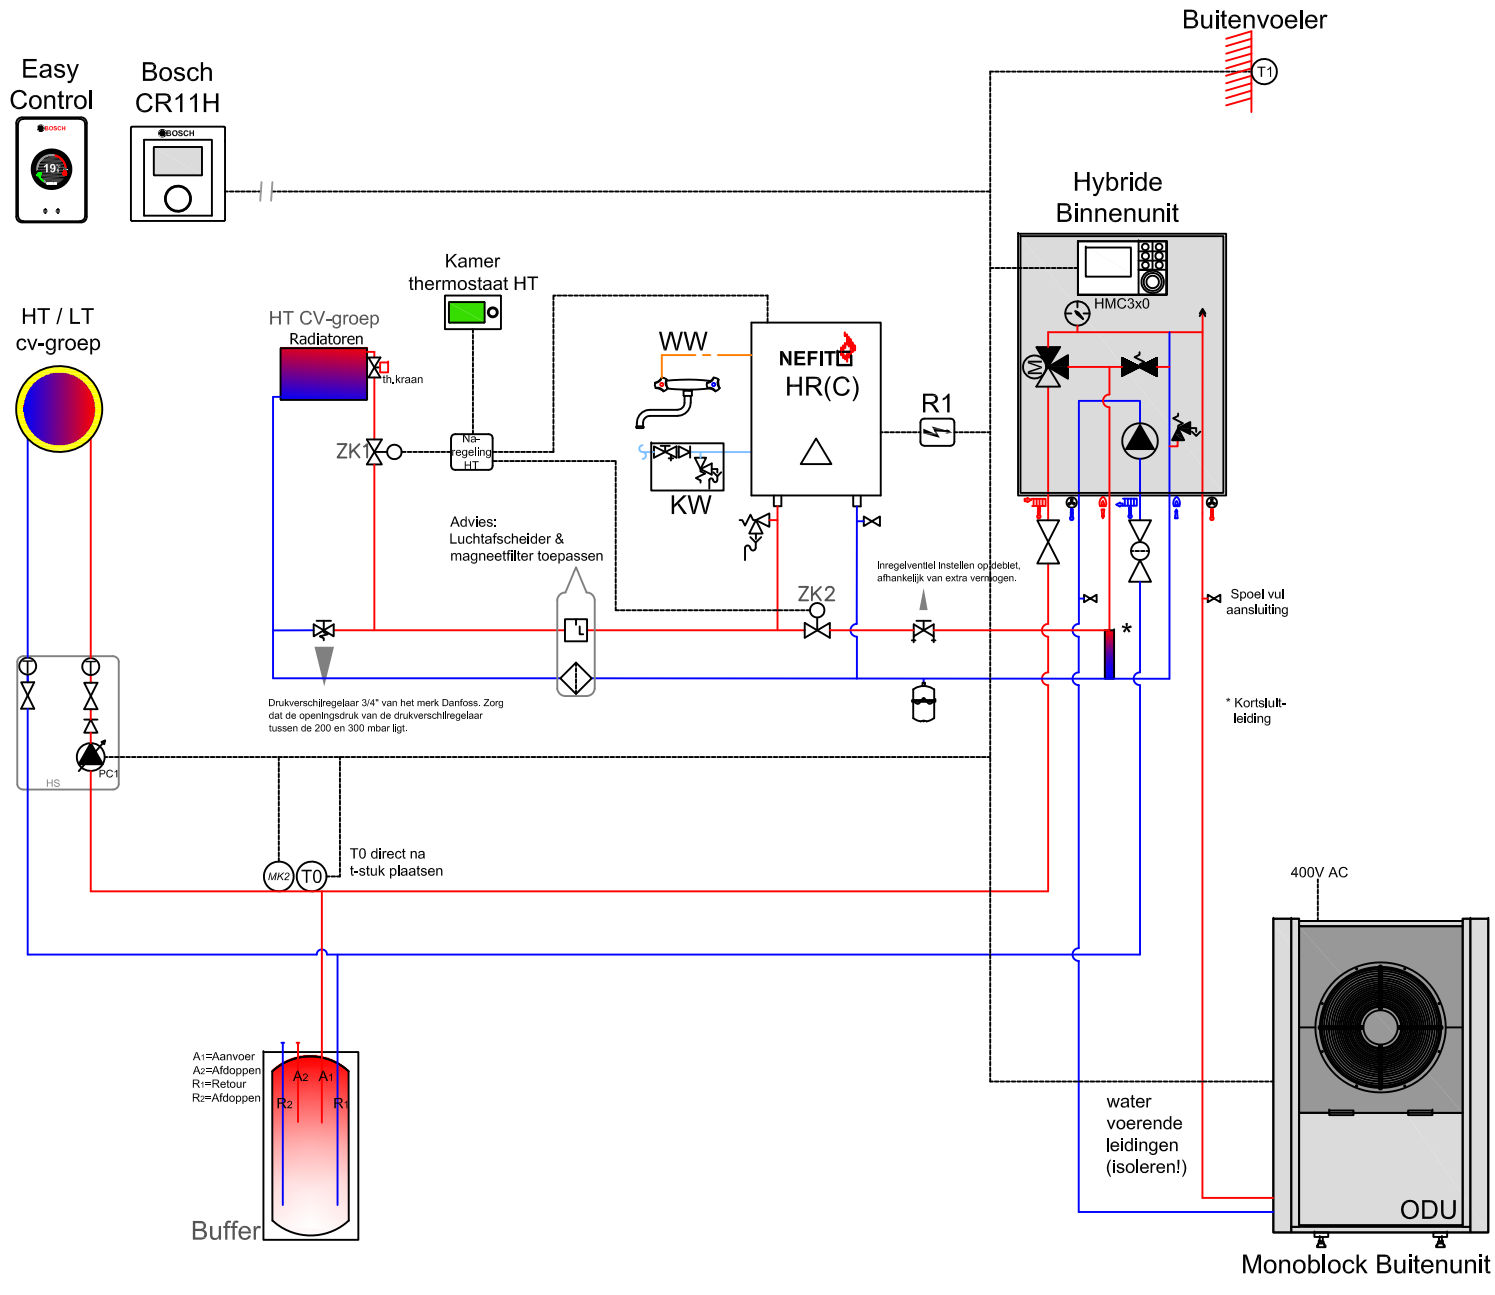 Buitenvoeler
T1
Easy
Control
BOSCH
19
Bosch
CR11H
BOSCH
Hybride
Binnenunit
HMC3x0
M
Kamer
thermostaat HT
HT / LT
cv-groep
HT CV-groep
Radiatoren
th.kraan
WW
NEFIT
HR(C)
R1
ZK1
Na-
regeling
HT
KW
Advies:
Luchtafscheider &
magneetfilter toepassen
Inregelventiel instellen op debiet,
afhankelijk van extra vermogen.
ZK2
Spoel vul
aansluiting
*
T
T
L
Drukverschilregelaar 3/4" van het merk Danfoss. Zorg
dat de openingsdruk van de drukverschilregelaar
tussen de 200 en 300 mbar ligt.
* Kortsluit-
leiding
PC1
HS
T0 direct na
t-stuk plaatsen
MK2
T0
400V AC
A1=Aanvoer
A2=Afdoppen
R1=Retour
R2=Afdoppen
A2 A1
R2 R1
Buffer
water
voerende
leidingen
(isoleren!)
ODU
Monoblock Buitenunit